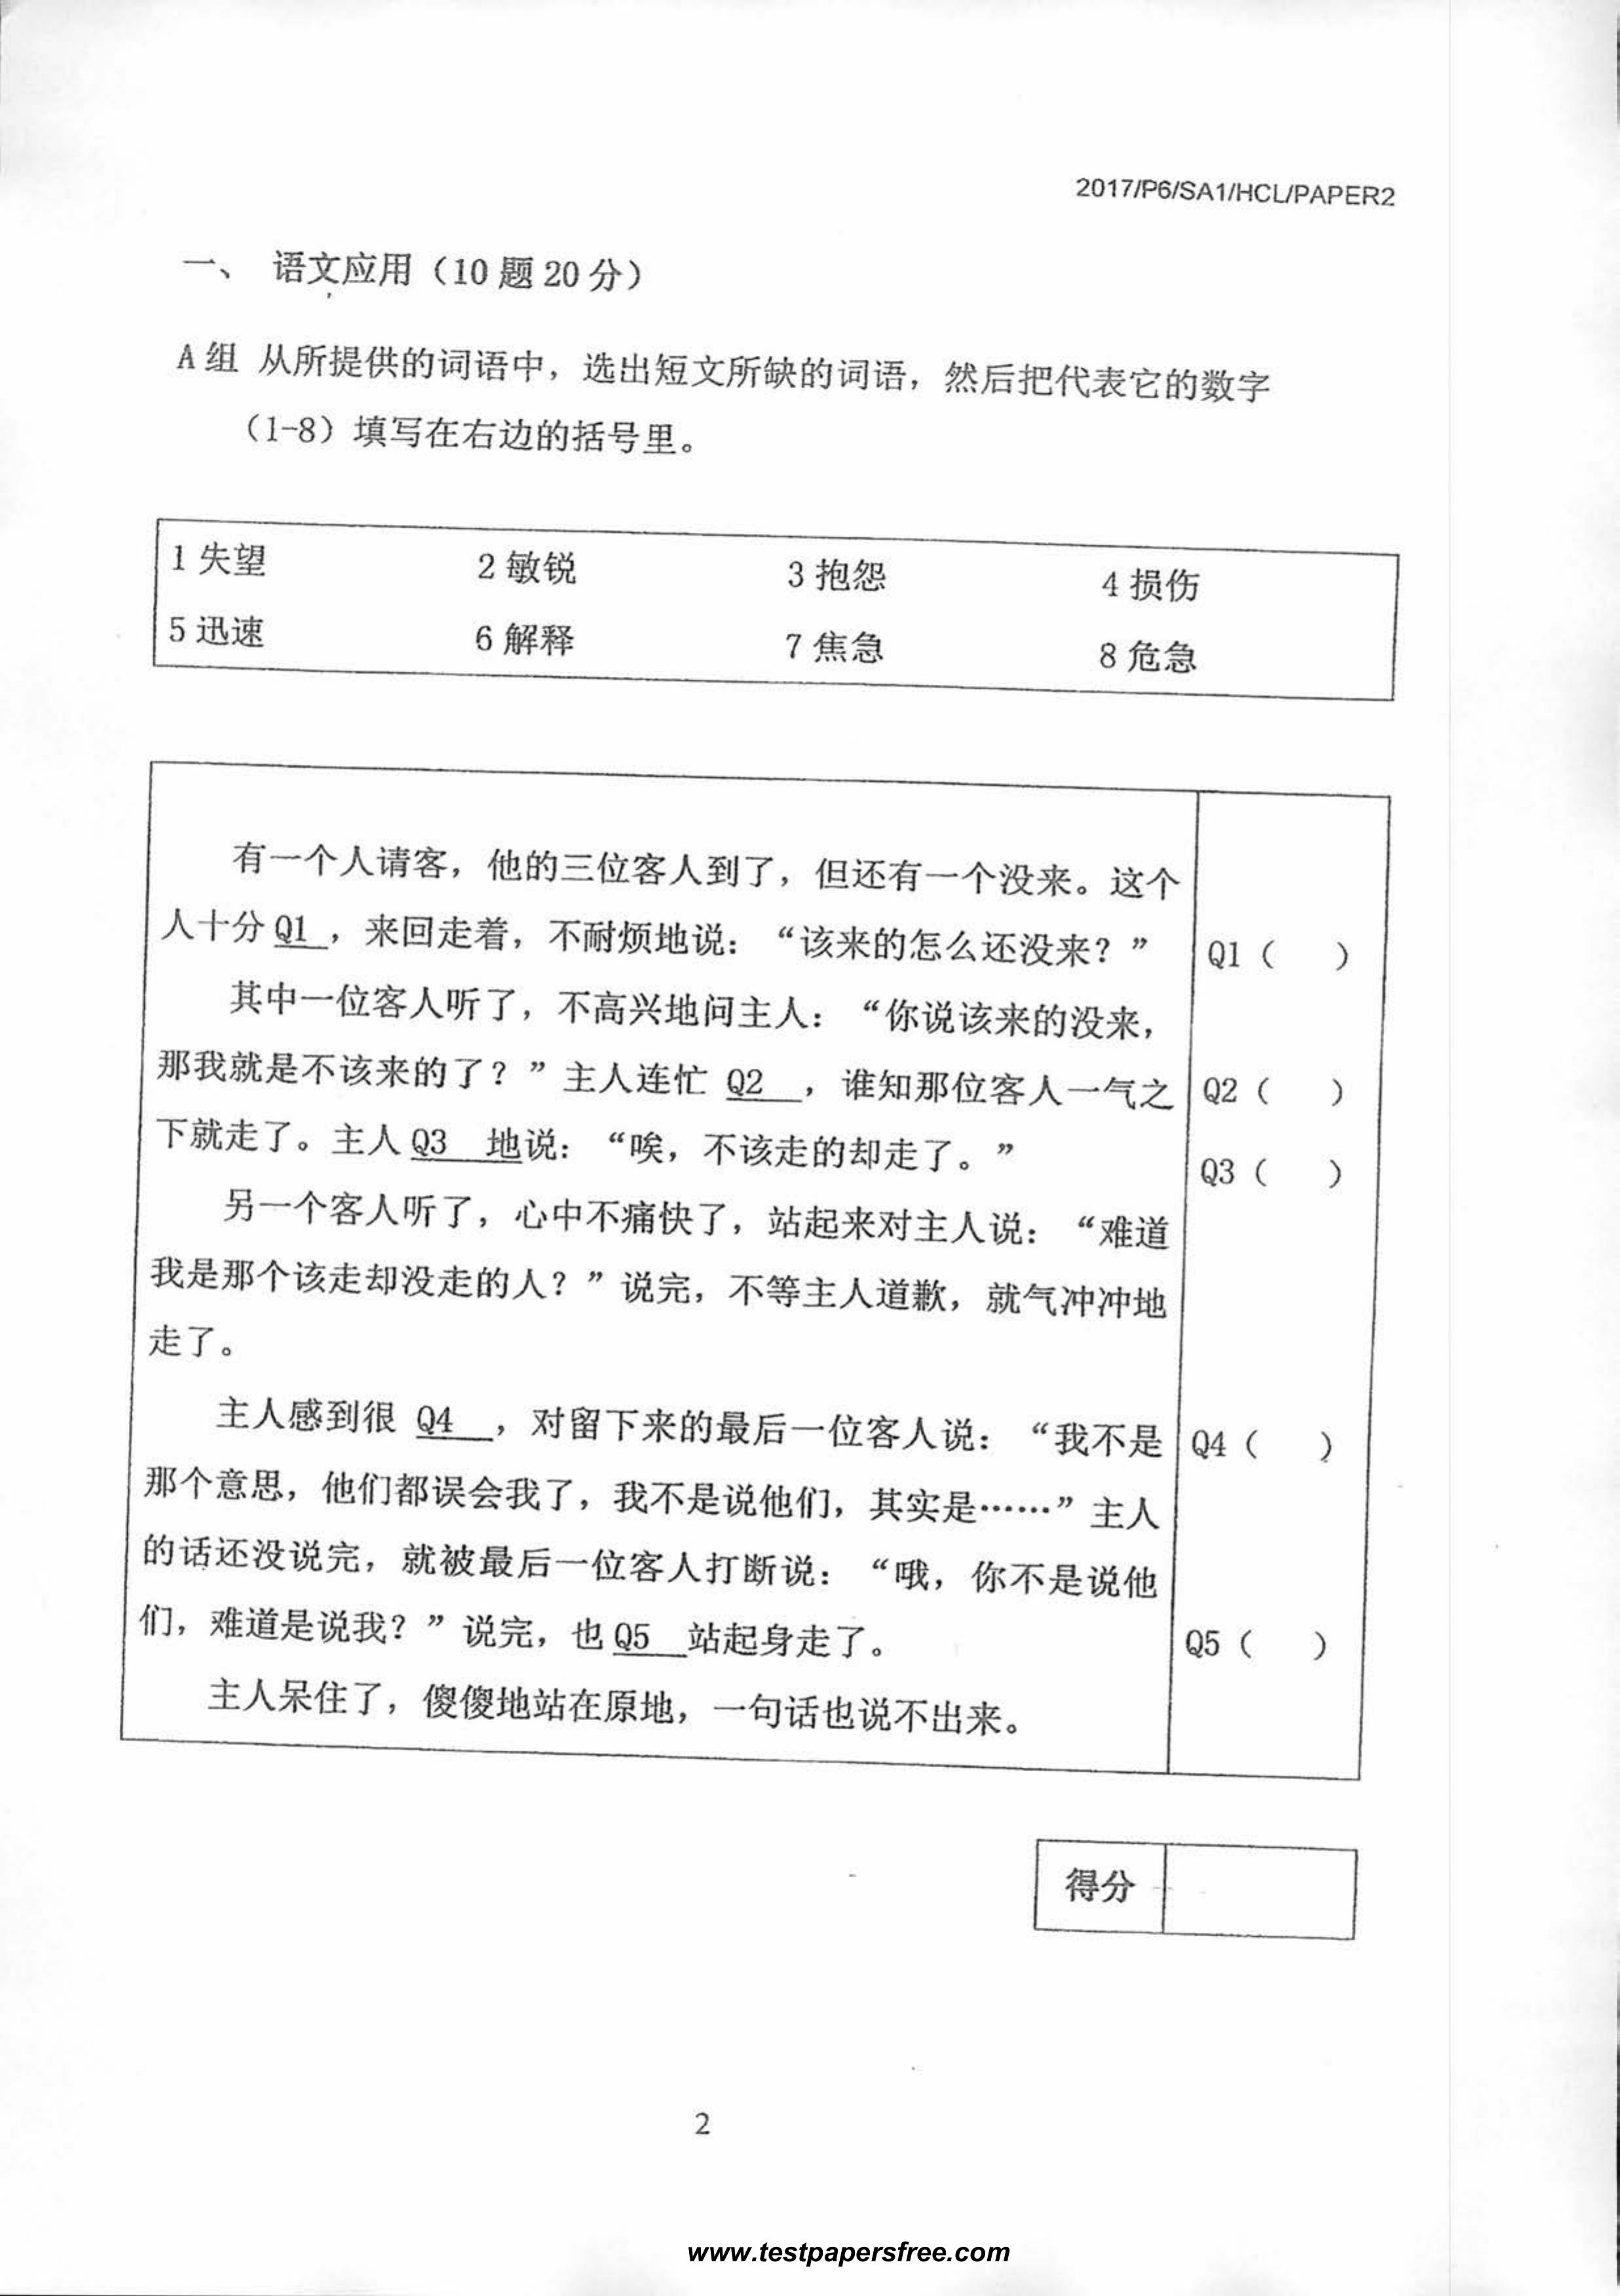 2017/P6/SA1/HCL/PAPER2
一、 语文应用（10 题 20 分）
A 组 从所提供的词语中，选出短文所缺的词语，然后把代表它的数字
（1-8）填写在右边的括号里。
1 失望 2 敏锐 3 抱怨 4 损伤
5 迅速 6 解释 7 焦急 8 危急
有一个人请客，他的三位客人到了，但还有一个没来。这个
人十分 Q1 ，来回走着，不耐烦地说：“该来的怎么还没来？” Q1（ ）
其中一位客人听了，不高兴地问主人：“你说该来的没来，
那我就是不该来的了？”主人连忙 Q2 ，谁知那位客人一气之 Q2（ ）
下就走了。主人 Q3 地说：“唉，不该走的却走了。” Q3（ ）
另一个客人听了，心中不痛快了，站起来对主人说：“难道
我是那个该走却没走的人？”说完，不等主人道歉，就气冲冲地
走了。
主人感到很 Q4 ，对留下来的最后一位客人说：“我不是 Q4（ ）
那个意思，他们都误会我了，我不是说他们，其实是……”主人
的话还没说完，就被最后一位客人打断说：“哦，你不是说他
们，难道是说我？”说完，也 Q5 站起身走了。 Q5（ ）
主人呆住了，傻傻地站在原地，一句话也说不出来。
得分
2
www.testpapersfree.com